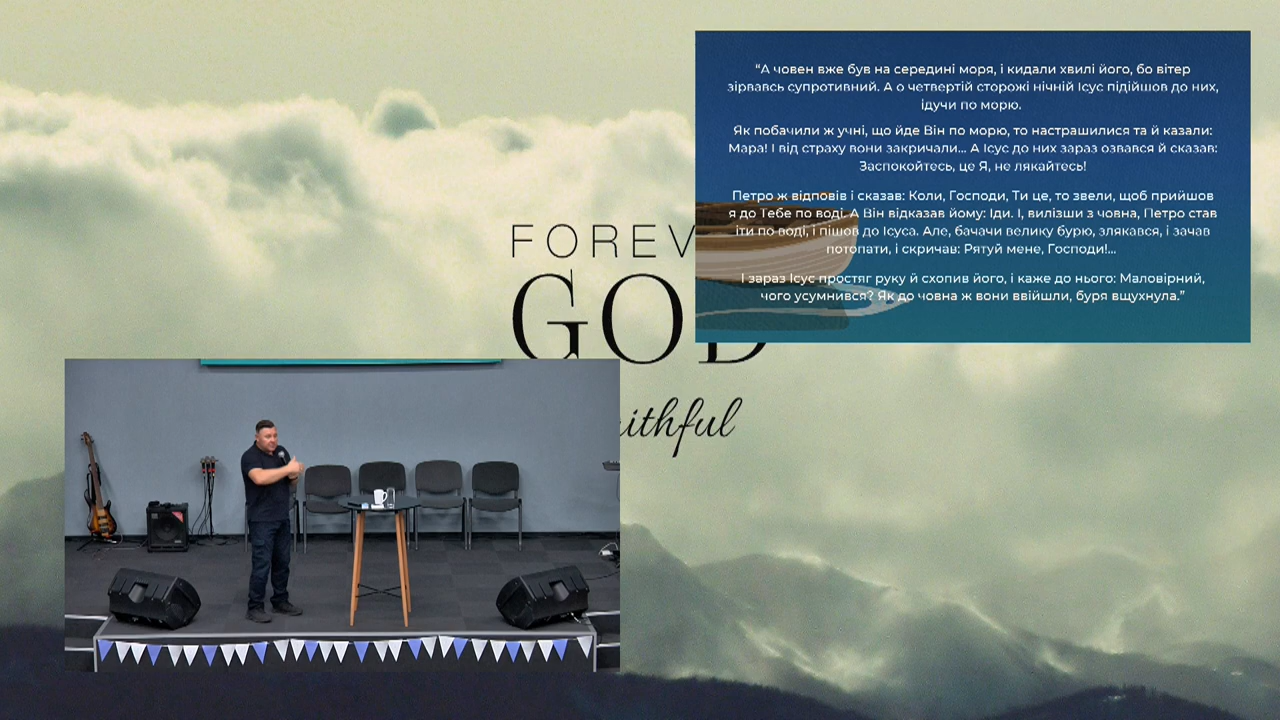 “А човен вже був на середині моря, і кидали хвилі його, бо вітер
зірвавсь супротивний. А о четвертій сторожі нічній Ісус підійшов до них,
ідучи по морю.
Як побачили ж учні, що йде Він по морю, то настрашилися та й казали:
Мара! І від страху вони закричали... А Ісус до них зараз озвався й сказав:
Заспокойтесь, це Я, не лякайтесь!
Петро ж відповів і сказав: Коли, Господи, Ти це, то звели, щоб прийшов
я до Тебе по воді. А Він відказав йому: Іди. І, вилізши з човна, Петро став
іти по воді, і пішов до Ісуса. Але, бачачи велику бурю, злякався, і зачав
потопати, і скричав: Рятуй мене, Господи!...
І зараз Ісус простяг руку й схопив його, і каже до нього: Маловірний,
чого усумнився? Як до човна ж вони ввійшли, буря вщухнула.”
FOREV
GOD
ithful